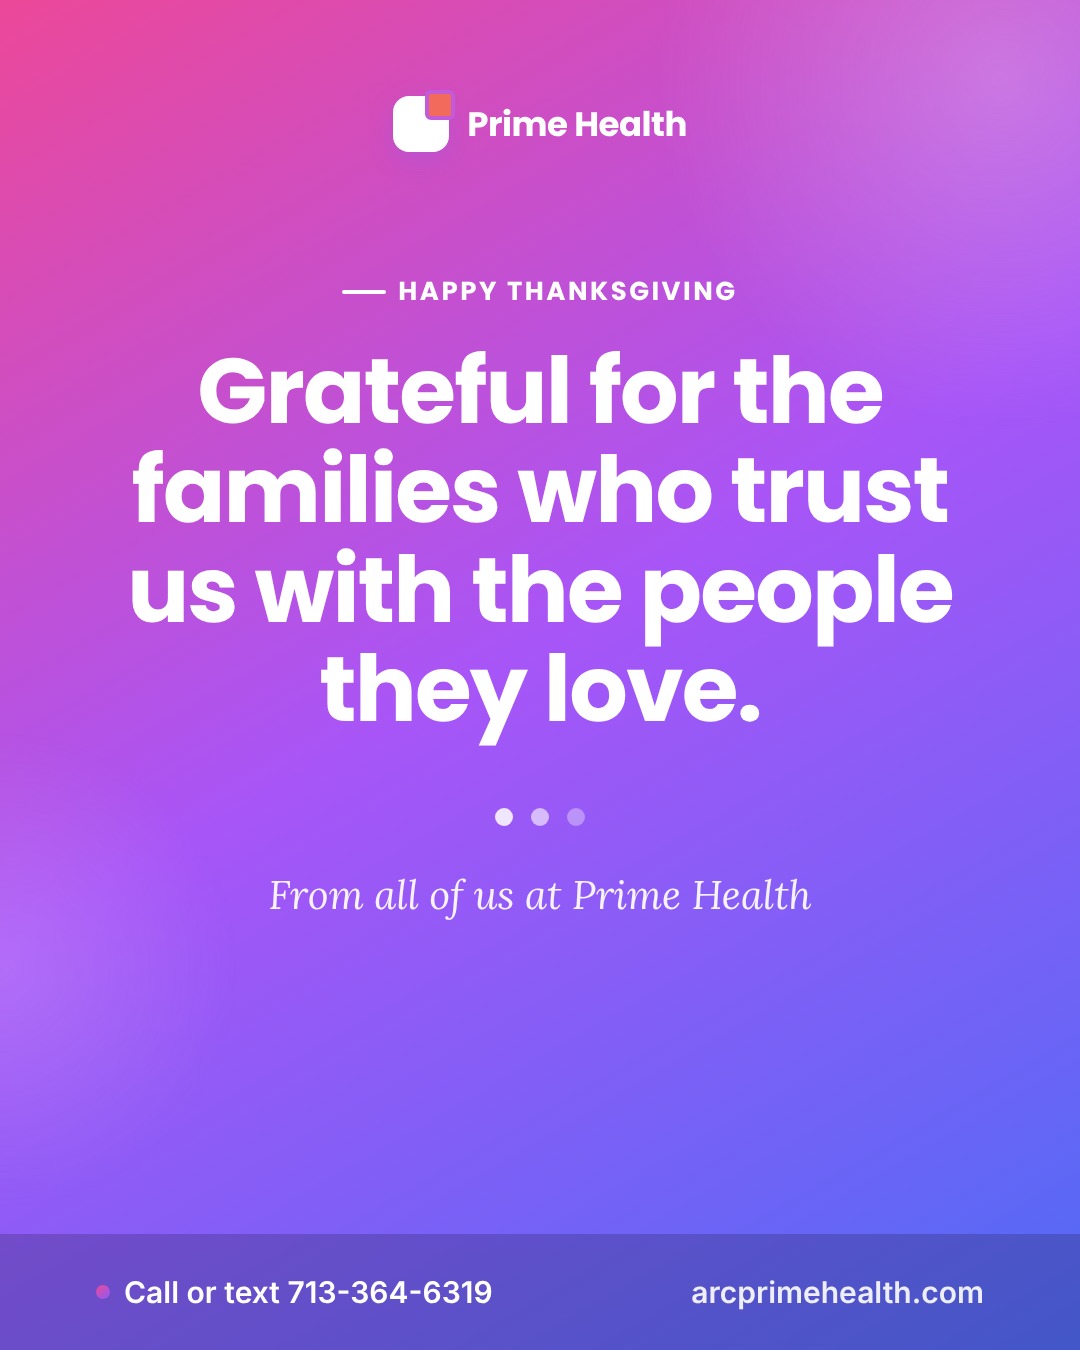 Prime Health
HAPPY THANKSGIVING
Grateful for the
families who trust
us with the people
they love.
From all of us at Prime Health
Call or text 713-364-6319
arcprimehealth.com